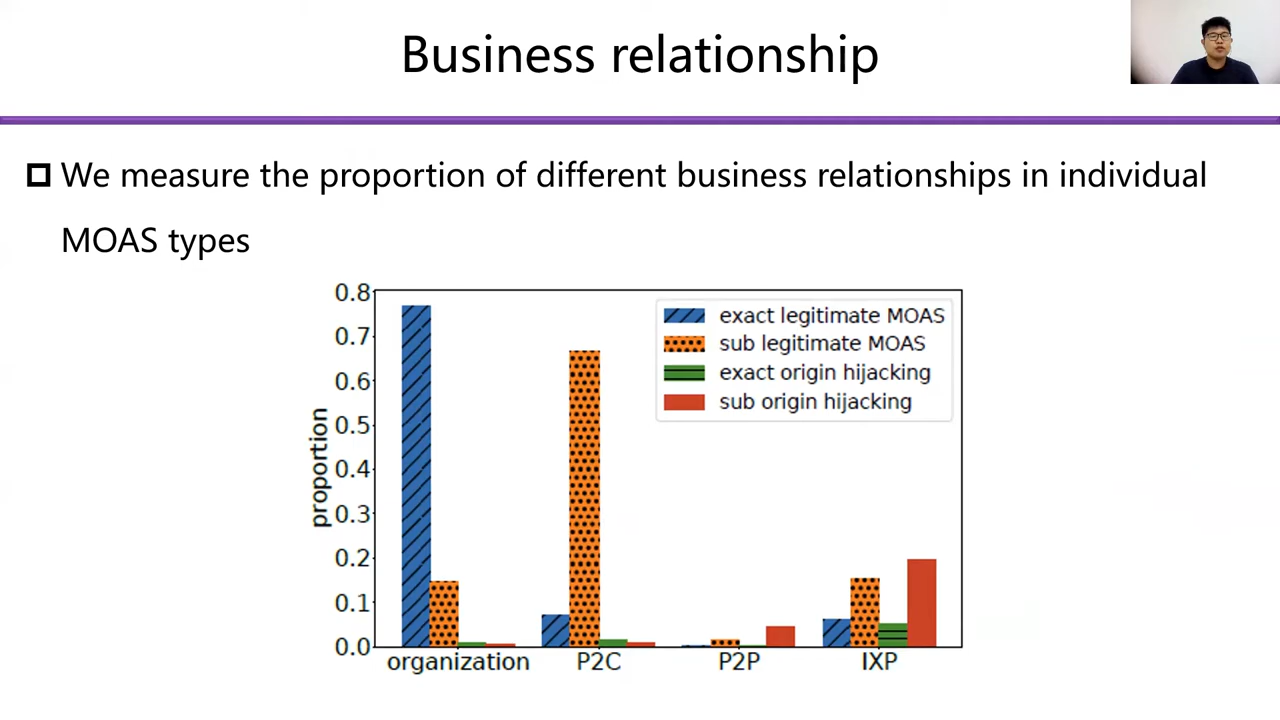 Business relationship
We measure the proportion of different business relationships in individual
MOAS types
exact legitimate MOAS
sub legitimate MOAS
exact origin hijacking
sub origin hijacking
proportion
0.8
0.7
0.6
0.5
0.4
0.3
0.2
0.1
0.0
organization P2C P2P IXP